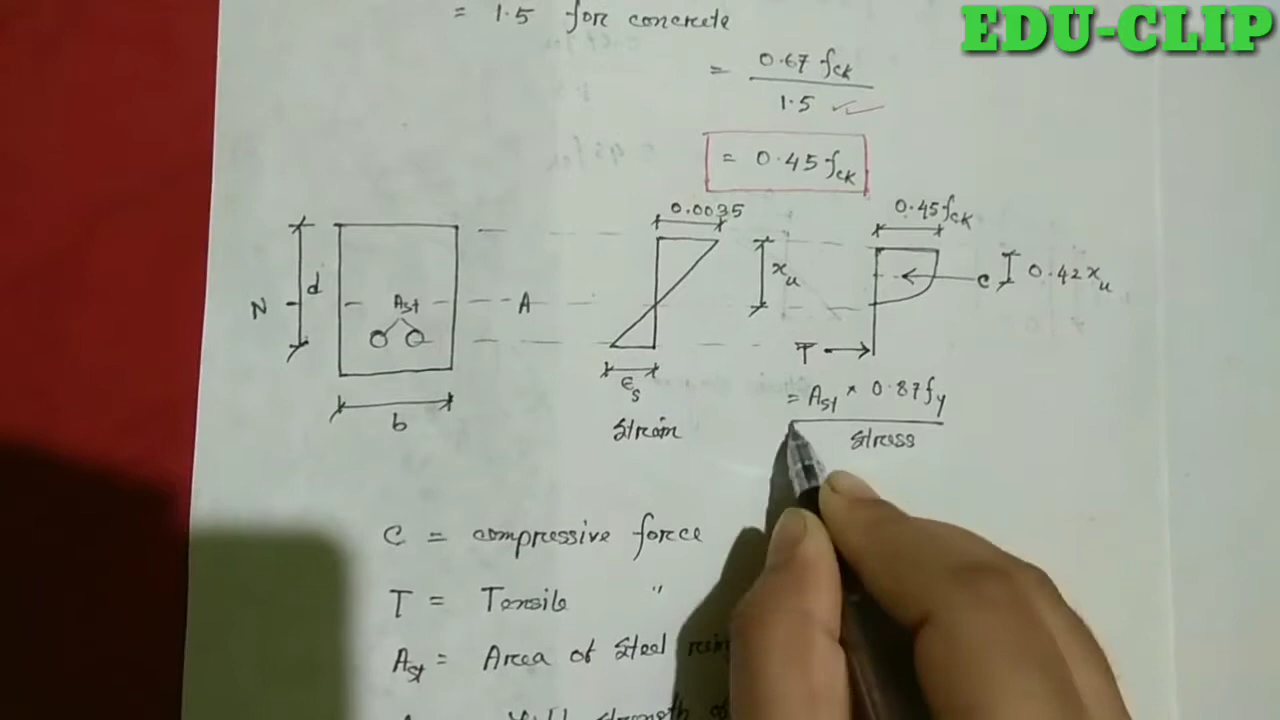 = 1.5 for concrete
EDU-CLIP
= 0.67 fck
1.5
= 0.45 fck
0.0035
0.45 fck
d
xu
C
0.42 xu
N
Ast
A
T
= Ast × 0.87 fy
εs
b
Strain
Stress
C = compressive force
T = Tensile "
Ast = Area of Steel